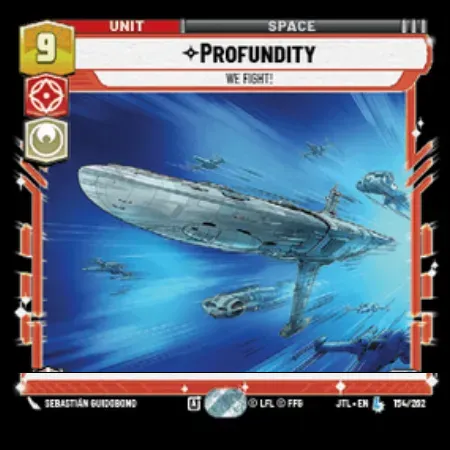 UNIT SPACE
9
PROFUNDITY
WE FIGHT!
SEBASTIÁN GUIDOBONO A © LFL © FFG JTL • EN 154/262